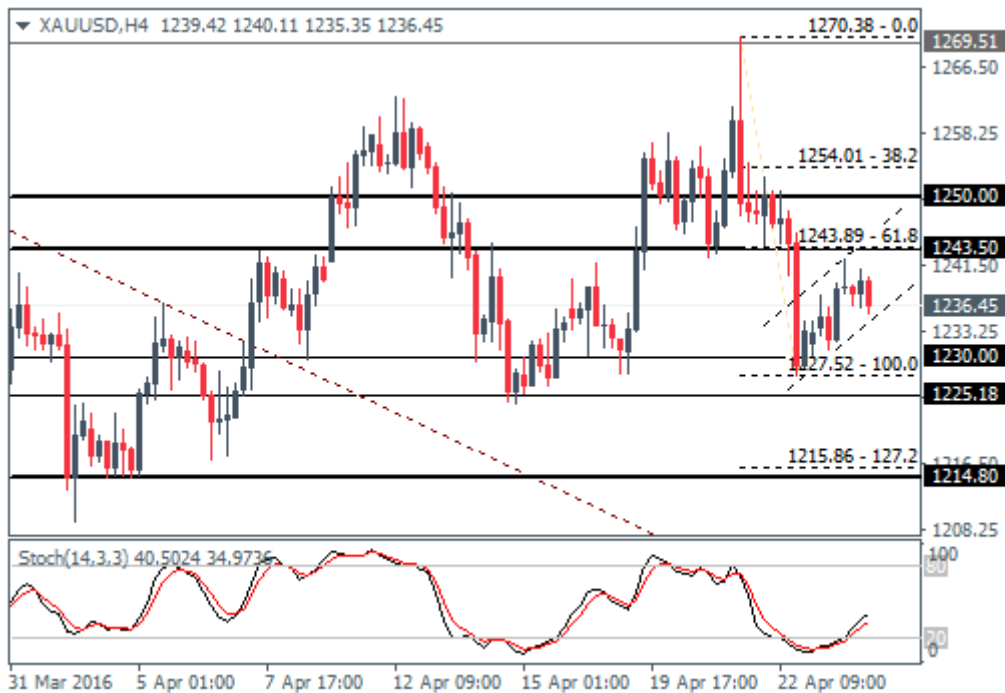 XAUUSD,H4 1239.42 1240.11 1235.35 1236.45
1270.38 - 0.0
1269.51
1266.50
1258.25
1254.01 - 38.2
1250.00
1243.89 - 61.8
1243.50
1241.50
1236.45
1233.25
1230.00
1227.52 - 100.0
1225.18
1215.86 - 127.2
1216.50
1214.80
1208.25
Stoch(14,3,3) 40.5024 34.9736
100
80
20
0
31 Mar 2016 5 Apr 01:00 7 Apr 17:00 12 Apr 09:00 15 Apr 01:00 19 Apr 17:00 22 Apr 09:00